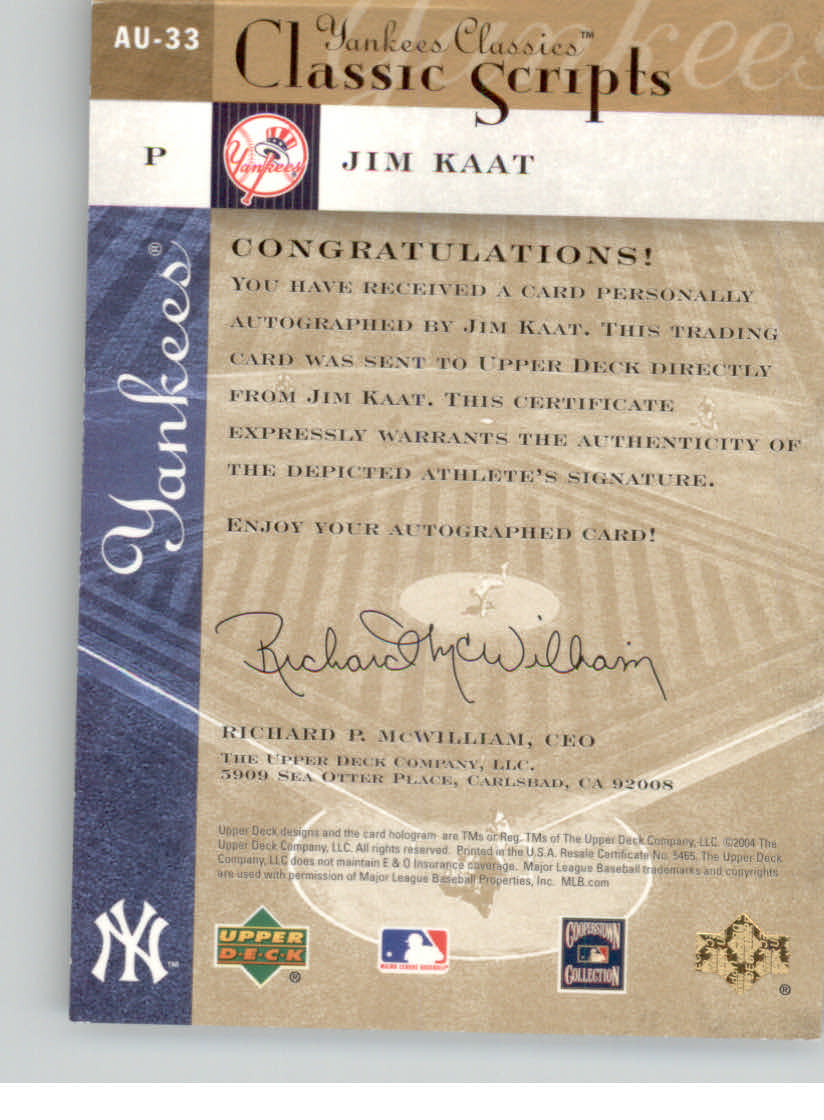 AU-33
Yankees Classics™
Classic Scripts
Yankees
P
Yankees
JIM KAAT
Yankees®
CONGRATULATIONS!
YOU HAVE RECEIVED A CARD PERSONALLY
AUTOGRAPHED BY JIM KAAT. THIS TRADING
CARD WAS SENT TO UPPER DECK DIRECTLY
FROM JIM KAAT. THIS CERTIFICATE
EXPRESSLY WARRANTS THE AUTHENTICITY OF
THE DEPICTED ATHLETE'S SIGNATURE.
ENJOY YOUR AUTOGRAPHED CARD!
Richard McWilliam
RICHARD P. MCWILLIAM, CEO
THE UPPER DECK COMPANY, LLC.
5909 SEA OTTER PLACE, CARLSBAD, CA 92008
Upper Deck designs and the card hologram are TMs or Reg. TMs of The Upper Deck Company, LLC. ©2004 The
Upper Deck Company, LLC. All rights reserved. Printed in the U.S.A. Resale Certificate No. 5465. The Upper Deck
Company, LLC does not maintain E & O Insurance coverage. Major League Baseball trademarks and copyrights
are used with permission of Major League Baseball Properties, Inc. MLB.com
NY™
UPPER
DECK®
MAJOR LEAGUE BASEBALL
COOPERSTOWN
COLLECTION
®